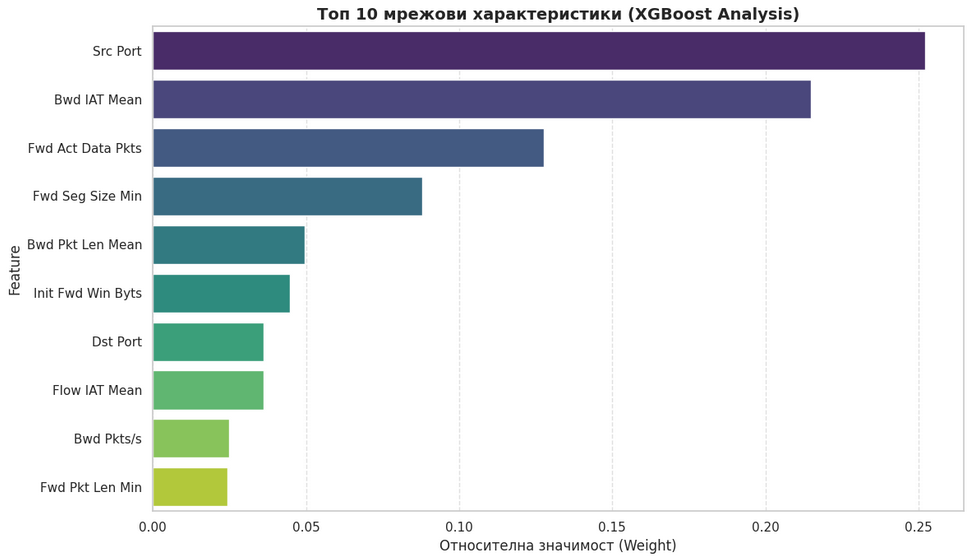 Топ 10 мрежови характеристики (XGBoost Analysis)
Feature
Src Port
Bwd IAT Mean
Fwd Act Data Pkts
Fwd Seg Size Min
Bwd Pkt Len Mean
Init Fwd Win Byts
Dst Port
Flow IAT Mean
Bwd Pkts/s
Fwd Pkt Len Min
0.00 0.05 0.10 0.15 0.20 0.25
Относителна значимост (Weight)